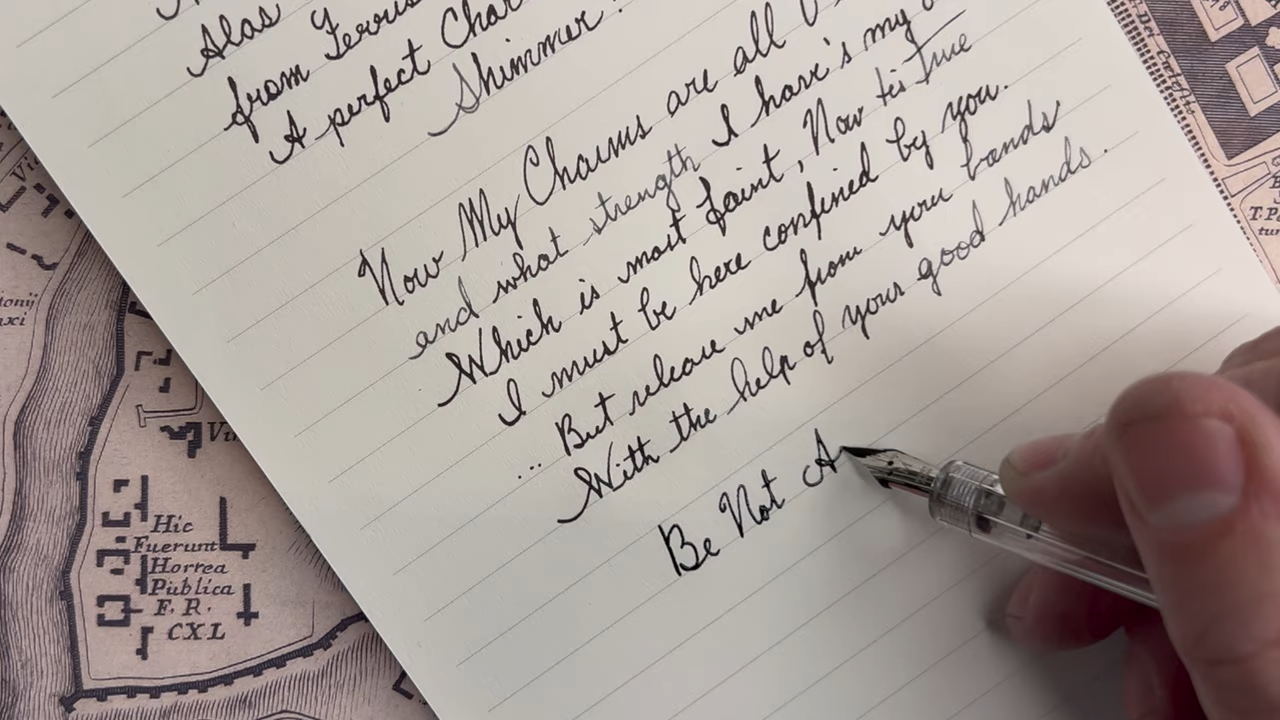 Alas
from Ferris
A perfect Char
Shimmer!
Now My Charms are all
and what strength I have's my
Which is most faint, Now tis true
I must be here confined by you.
... But release me from your bands
With the help of your good hands.
Be Not A
Hic
Fuerunt
Horrea
Publica
F. R.
CXL